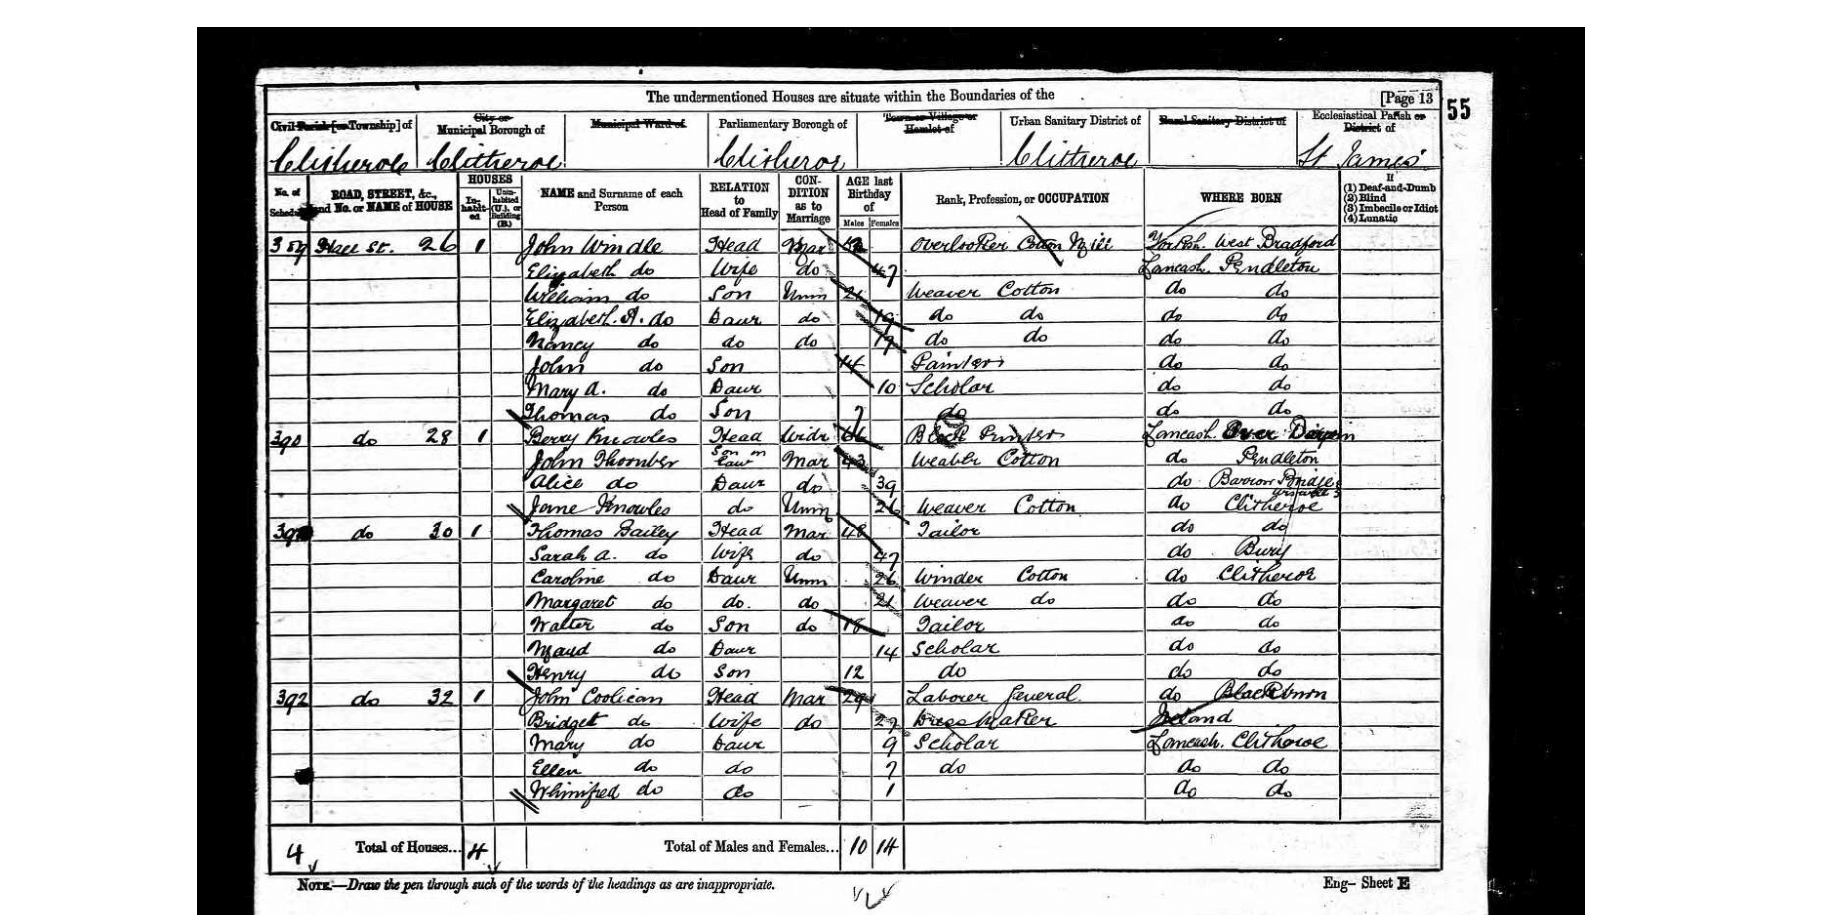 The undermentioned Houses are situate within the Boundaries of the
[Page 13
55
Civil Parish [or Township] of
City or Municipal Borough of
Municipal Ward of
Parliamentary Borough of
Town or Village or Hamlet of
Urban Sanitary District of
Rural Sanitary District of
Ecclesiastical Parish or District of
Clitheroe Clitheroe Clitheroe Clitheroe St James'
No. of Schedule
ROAD, STREET, &c., and No. or NAME of HOUSE
HOUSES
Inhabited
Uninhabited (U.), or Building (B.)
NAME and Surname of each Person
RELATION to Head of Family
CONDITION as to Marriage
AGE last Birthday of
Males Females
Rank, Profession, or OCCUPATION
WHERE BORN
If
(1) Deaf-and-Dumb
(2) Blind
(3) Imbecile or Idiot
(4) Lunatic
St. 26 1 John Windle Head Mar Overlooker Cotton Mill Yorksh. West Bradford
Elizabeth do Wife do 47 Lancash. Pendleton
William do Son Unm 21 Weaver Cotton do do
Elizabeth A. do Daur do 19 do do do do
Nancy do do do do do do do
John do Son 14 Painter do do
Mary A. do Daur 10 Scholar do do
Thomas do Son 7 do do do
390 do 28 1 Berry Knowles Head Widr 66 Block Printer Lancash. Over Darwen
John Thornber Son in Law Mar 43 Weaver Cotton do Pendleton
Alice do Daur do 39 do Barrow
Jane Knowles do Unm 26 Weaver Cotton do Clitheroe
do 30 1 Thomas Bailey Head Mar 48 Tailor do do
Sarah A. do Wife do 47 do Bury
Caroline do Daur Unm 26 Winder Cotton do Clitheroe
Margaret do do. do 21 Weaver do do do
Walter do Son do 18 Tailor do do
Maud do Daur 14 Scholar do do
Henry do Son 12 do do do
392 do 32 1 John Coolican Head Mar 29 Laborer General do Blackburn
Bridget do Wife do 27 Dress Maker Ireland
Mary do Daur 9 Scholar Lancash. Clitheroe
Ellen do do 7 do do do
Whinifred do do 1 do do
4 Total of Houses... 4 Total of Males and Females... 10 14
NOTE.—Draw the pen through such of the words of the headings as are inappropriate.
Eng– Sheet E